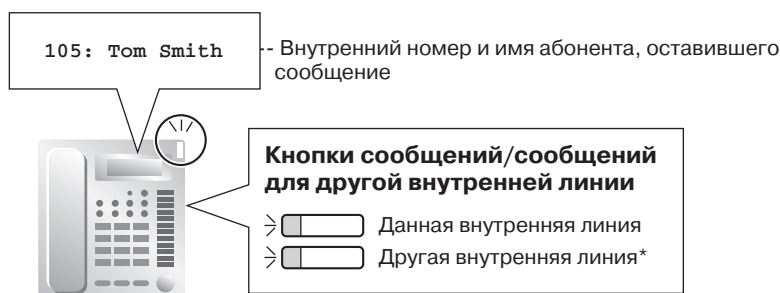 105: Tom Smith
-- Внутренний номер и имя абонента, оставившего
сообщение
Кнопки сообщений/сообщений
для другой внутренней линии
Данная внутренняя линия
Другая внутренняя линия*